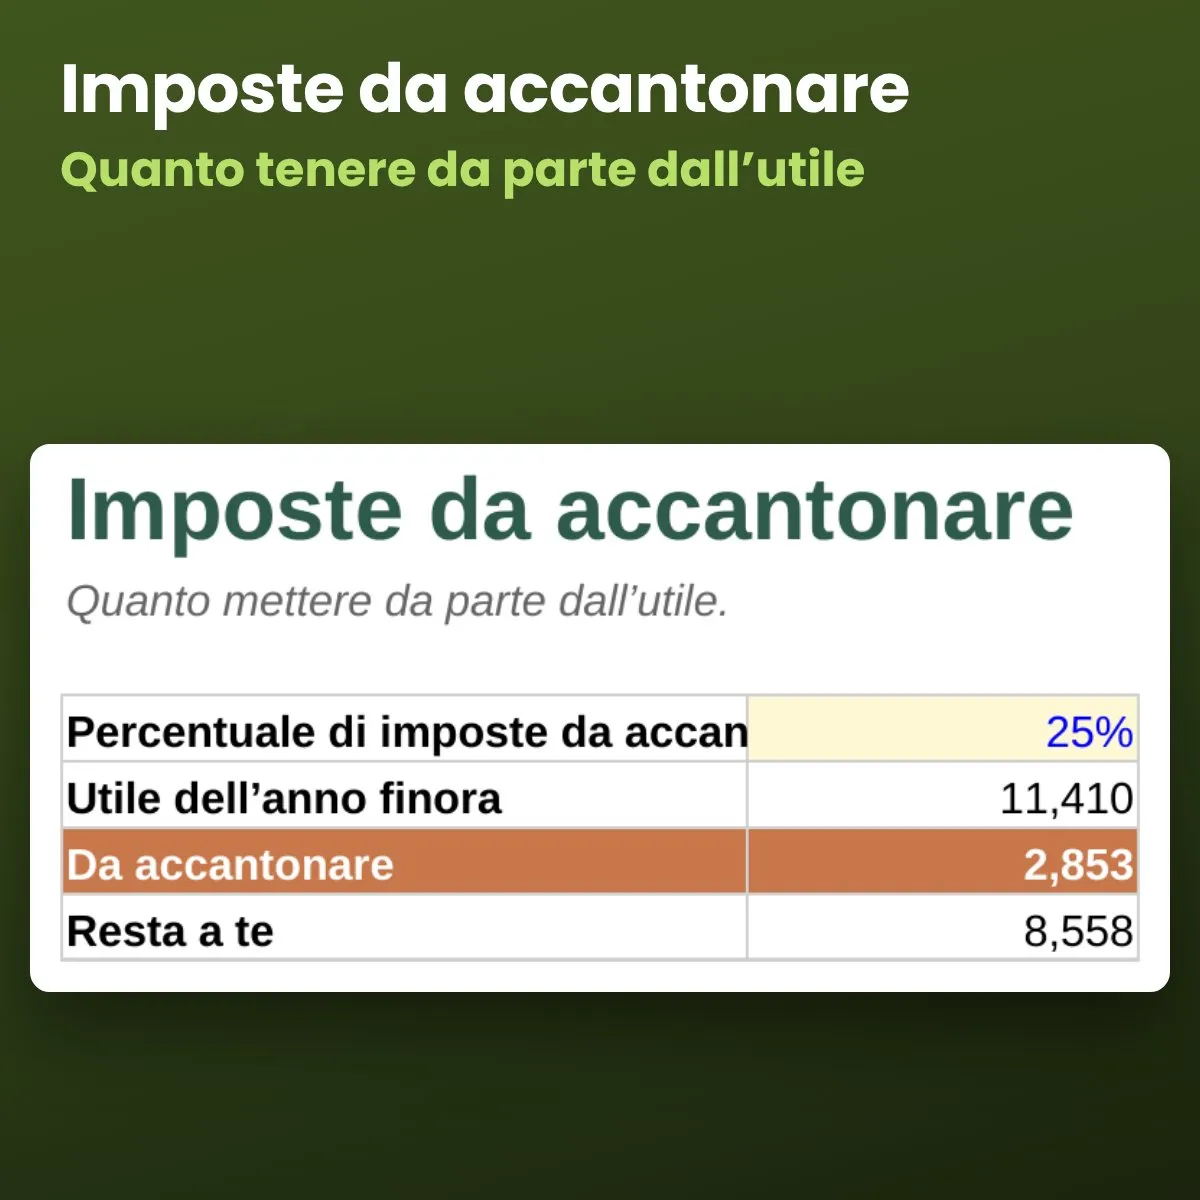 Imposte da accantonare
Quanto tenere da parte dall’utile
Imposte da accantonare
Quanto mettere da parte dall’utile.
Percentuale di imposte da accan 25%
Utile dell’anno finora 11,410
Da accantonare 2,853
Resta a te 8,558